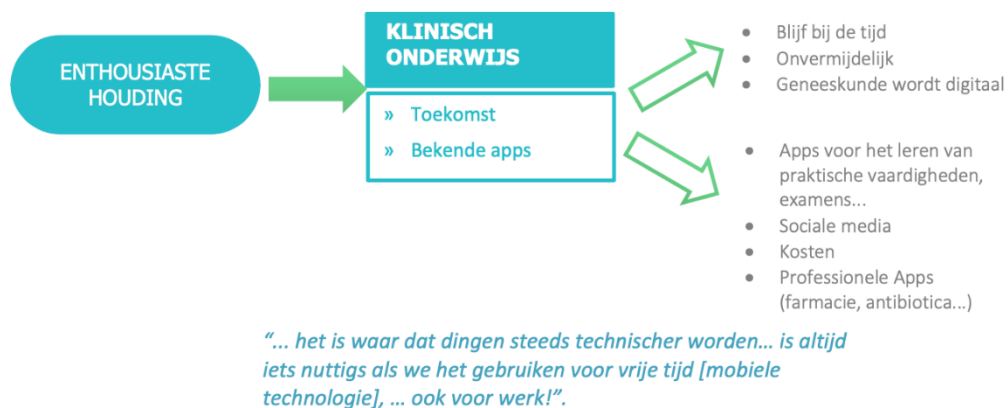 ENTHOUSIASTE
HOUDING
KLINISCH
ONDERWIJS
» Toekomst
» Bekende apps
• Blijf bij de tijd
• Onvermijdelijk
• Geneeskunde wordt digitaal
• Apps voor het leren van
praktische vaardigheden,
examens...
• Sociale media
• Kosten
• Professionele Apps
(farmacie, antibiotica...)
“... het is waar dat dingen steeds technischer worden... is altijd
iets nuttigs als we het gebruiken voor vrije tijd [mobiele
technologie], ... ook voor werk!”.